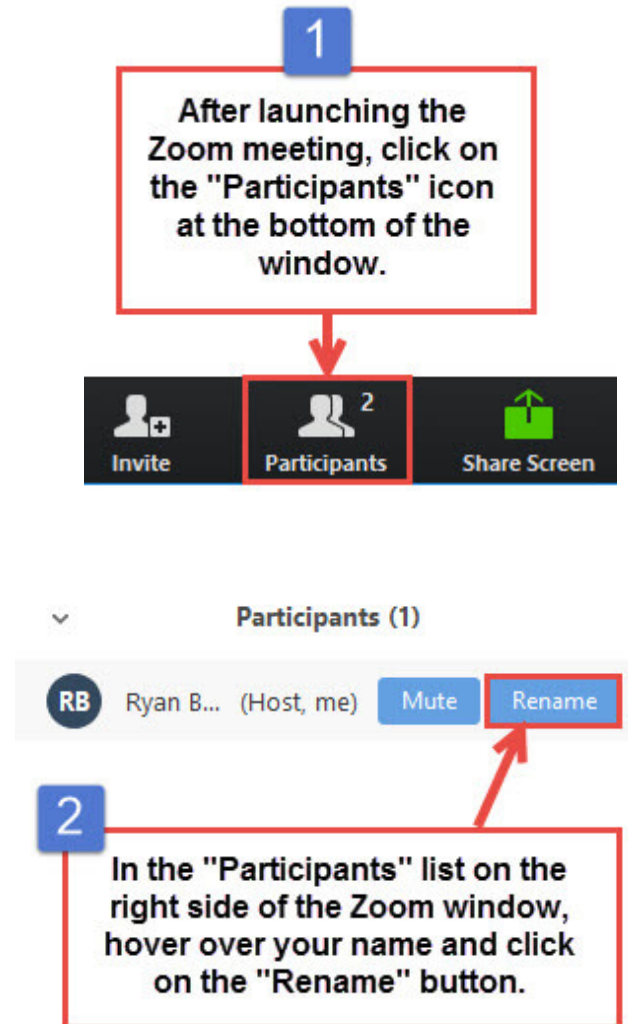 1
After launching the
Zoom meeting, click on
the "Participants" icon
at the bottom of the
window.
2
Invite
Participants
Share Screen
Participants (1)
RB Ryan B... (Host, me) Mute Rename
2
In the "Participants" list on the
right side of the Zoom window,
hover over your name and click
on the "Rename" button.